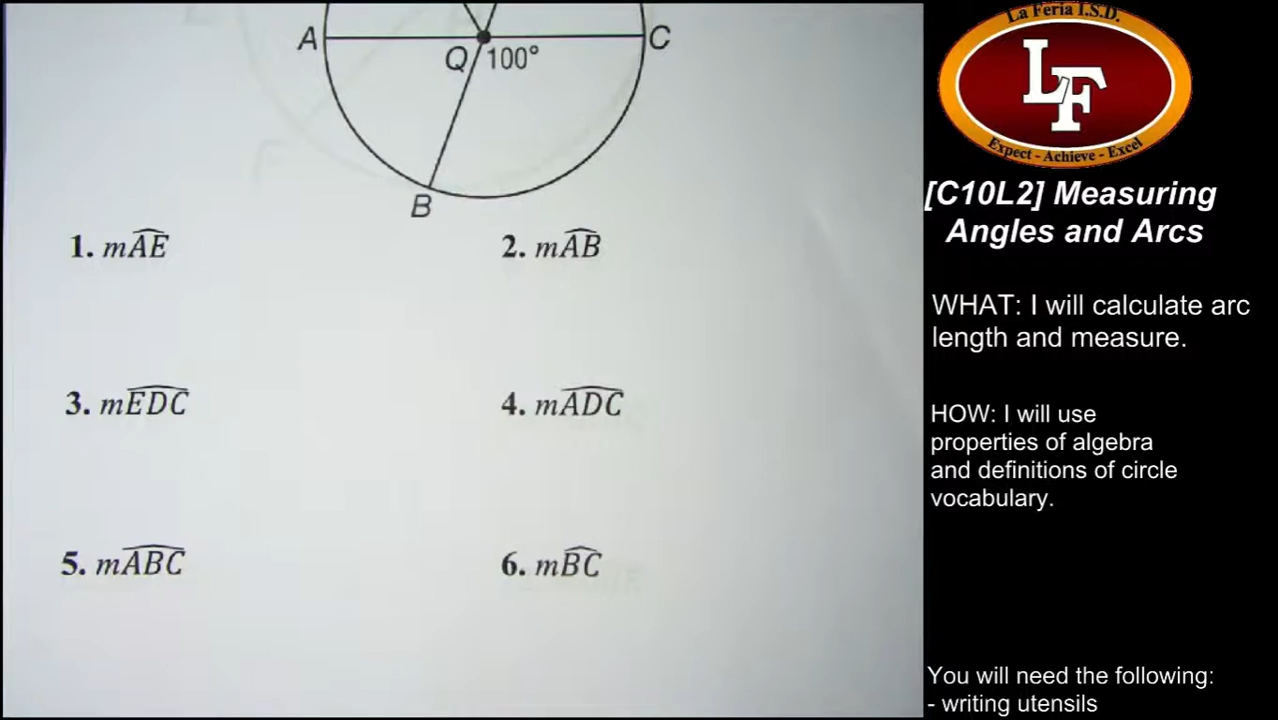 A
C
Q 100°
B
1. mAE
2. mAB
3. mEDC
4. mADC
5. mABC
6. mBC
La Feria I.S.D.
LF
Expect - Achieve - Excel
[C10L2] Measuring
Angles and Arcs
WHAT: I will calculate arc
length and measure.
HOW: I will use
properties of algebra
and definitions of circle
vocabulary.
You will need the following:
- writing utensils